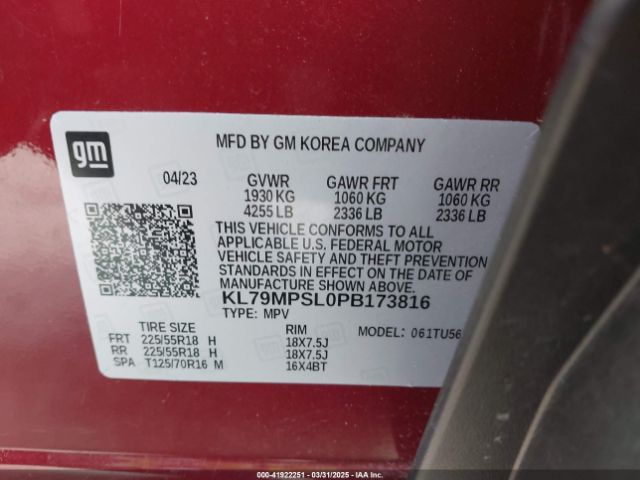 gm
MFD BY GM KOREA COMPANY
04/23 GVWR GAWR FRT GAWR RR
1930 KG 1060 KG 1060 KG
4255 LB 2336 LB 2336 LB
THIS VEHICLE CONFORMS TO ALL
APPLICABLE U.S. FEDERAL MOTOR
VEHICLE SAFETY AND THEFT
PREVENTION STANDARDS IN EFFECT ON THE DATE OF
MANUFACTURE SHOWN ABOVE.
KL79MPSL0PB173816
TYPE: MPV
TIRE SIZE RIM MODEL: 061TU56
FRT 225/55R18 H 18X7.5J
RR 225/55R18 H 18X7.5J
SPA T125/70R16 M 16X4BT
00-41922251 - 03/31/2025 - IAA Inc.